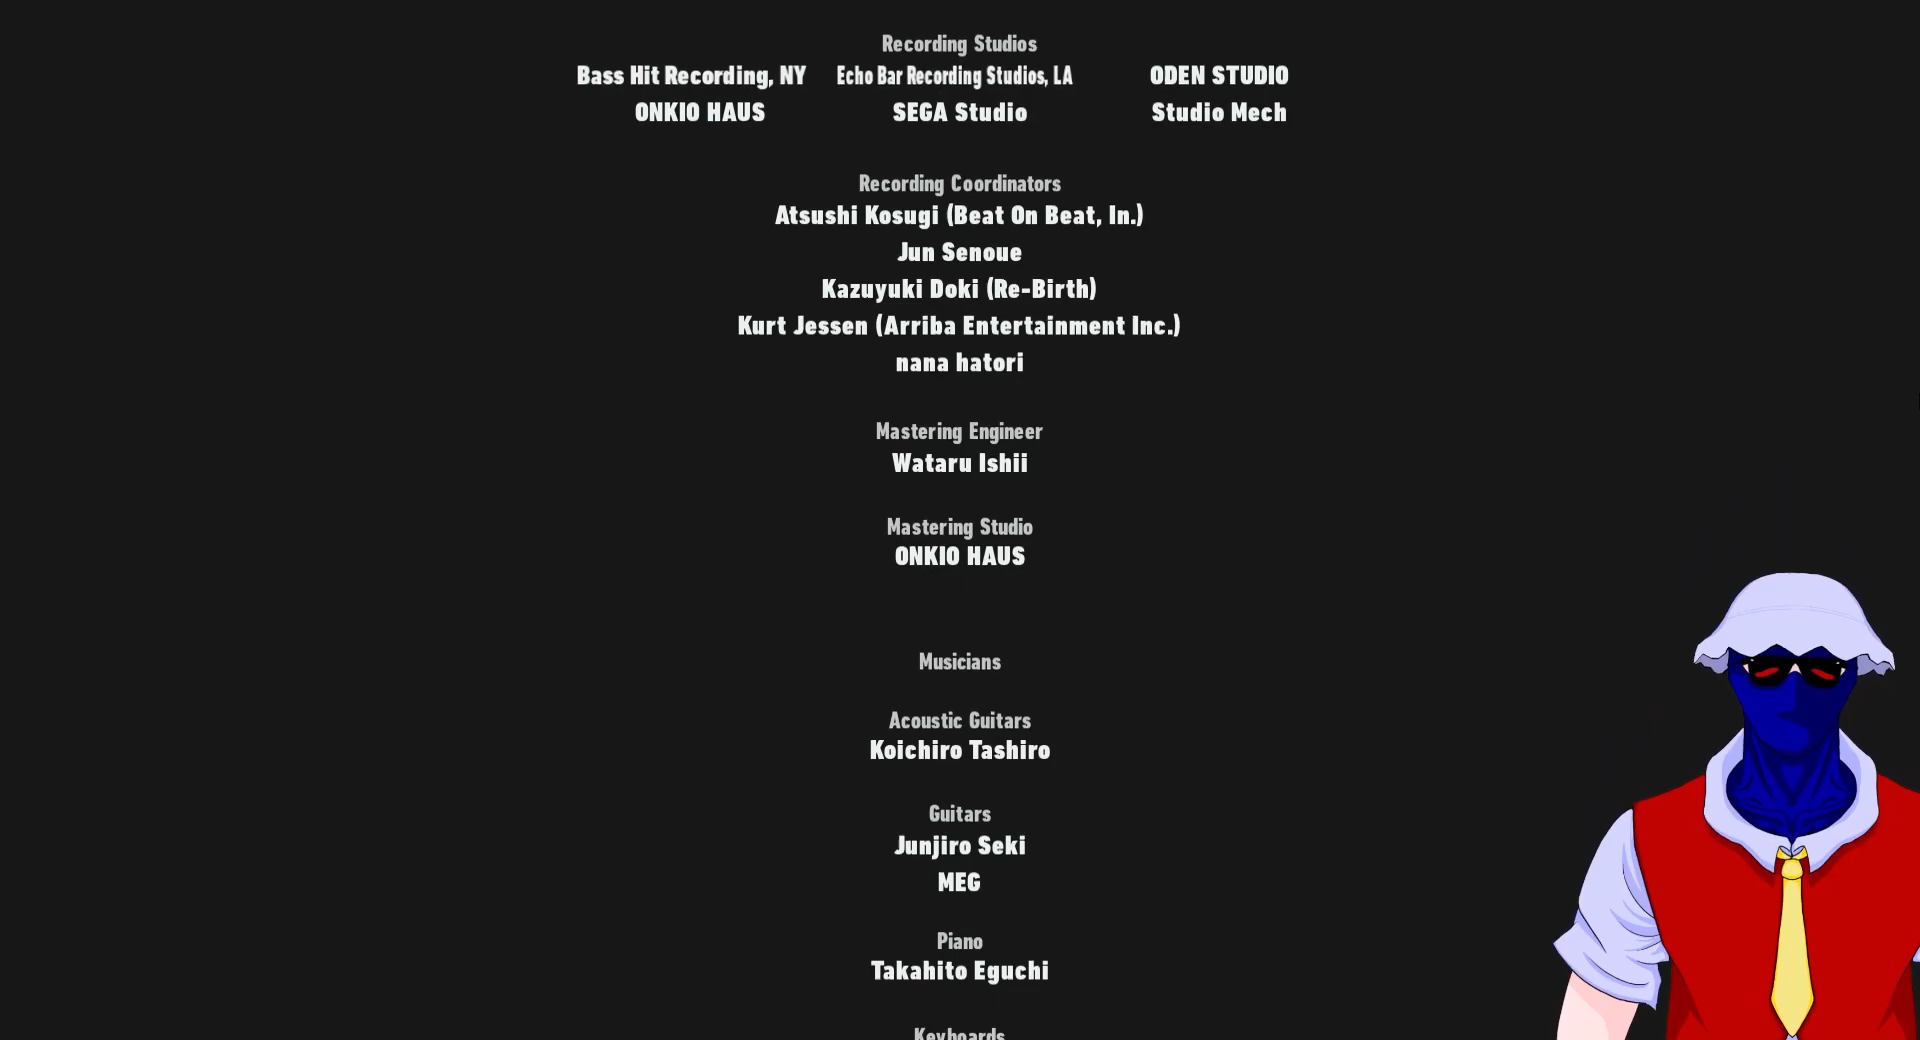 Recording Studios
Bass Hit Recording, NY Echo Bar Recording Studios, LA ODEN STUDIO
ONKIO HAUS SEGA Studio Studio Mech
Recording Coordinators
Atsushi Kosugi (Beat On Beat, In.)
Jun Senoue
Kazuyuki Doki (Re-Birth)
Kurt Jessen (Arriba Entertainment Inc.)
nana hatori
Mastering Engineer
Wataru Ishii
Mastering Studio
ONKIO HAUS
Musicians
Acoustic Guitars
Koichiro Tashiro
Guitars
Junjiro Seki
MEG
Piano
Takahito Eguchi
Keyboards